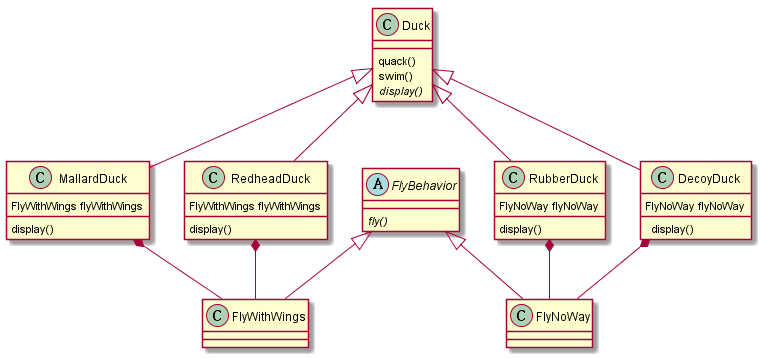 C Duck
quack()
swim()
display()
C MallardDuck
FlyWithWings flyWithWings
display()
C RedheadDuck
FlyWithWings flyWithWings
display()
A FlyBehavior
fly()
C RubberDuck
FlyNoWay flyNoWay
display()
C DecoyDuck
FlyNoWay flyNoWay
display()
C FlyWithWings
C FlyNoWay